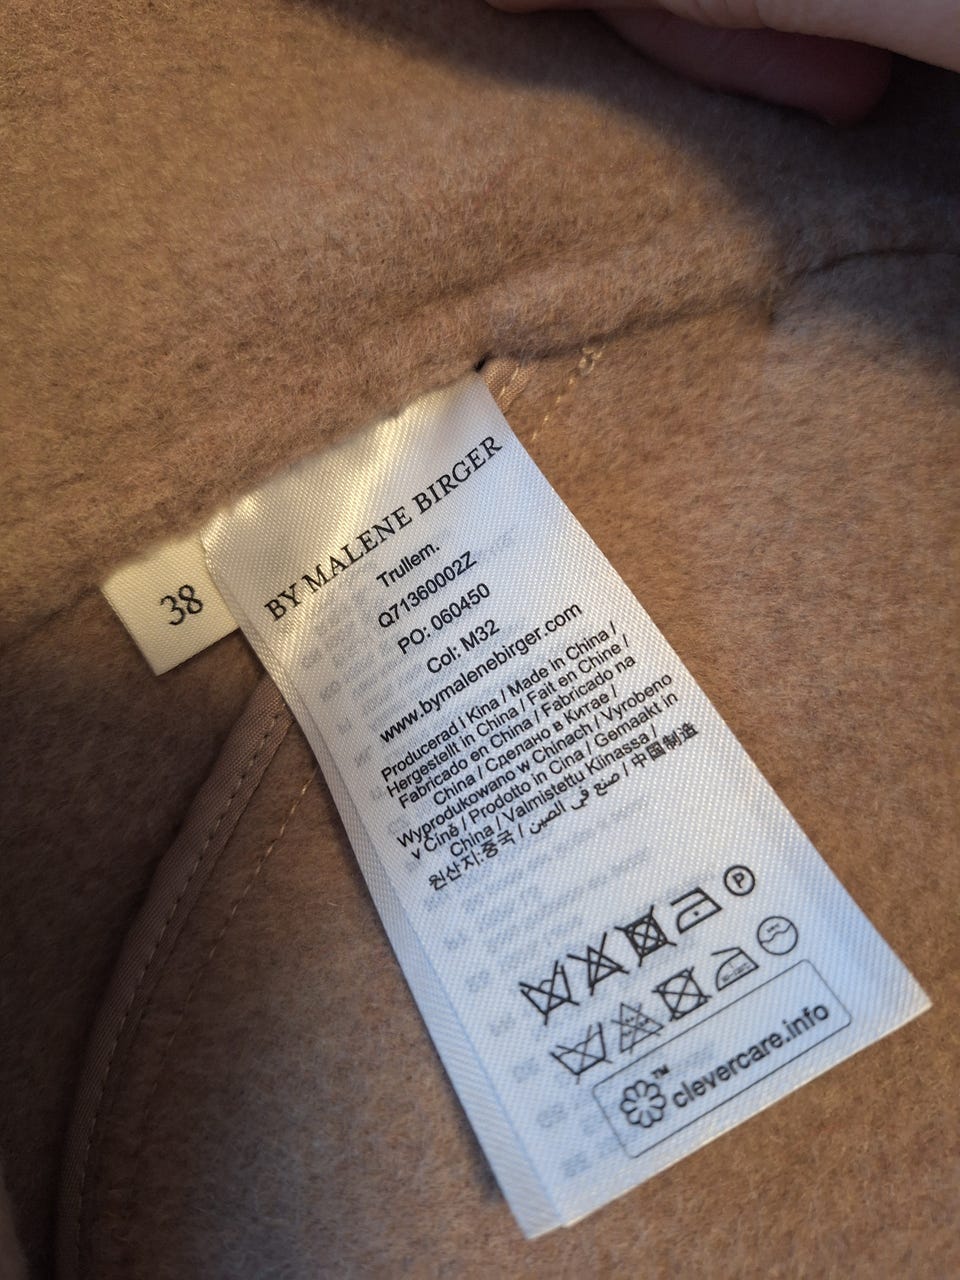 38
BY MALENE BIRGER
Trullem.
Q71360002Z
PO: 060450
Col: M32
www.bymalenebirger.com
Producerad i Kina / Made in China /
Hergestellt in China / Fait en Chine /
Fabricado en China / Fabricado na
China / Сделано в Китае /
Wyprodukowano w Chinach / Vyrobeno
v Číně / Prodotto in Cina / Gemaakt in
China / Valmistettu Kiinassa /
원산지:중국 / صنع في الصين / 中国制造
P
clevercare.info
TM